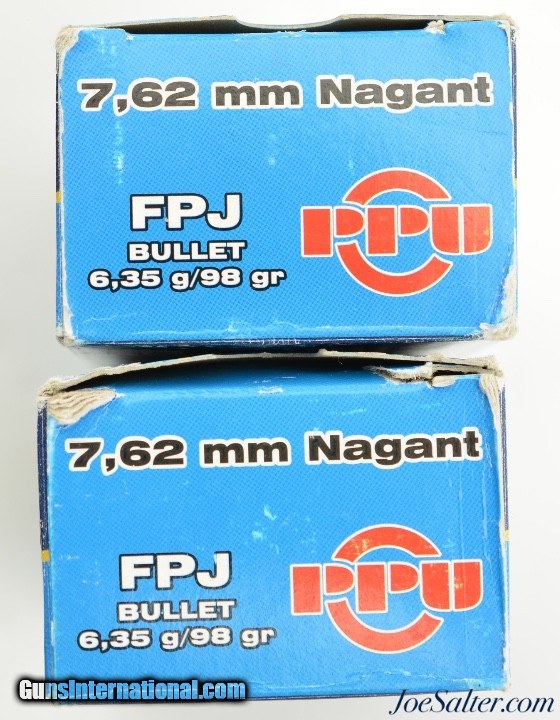 7,62 mm Nagant
FPJ
BULLET
6,35 g/98 gr
PPU
7,62 mm Nagant
FPJ
BULLET
6,35 g/98 gr
PPU
GunsInternational.com
JoeSalter.com